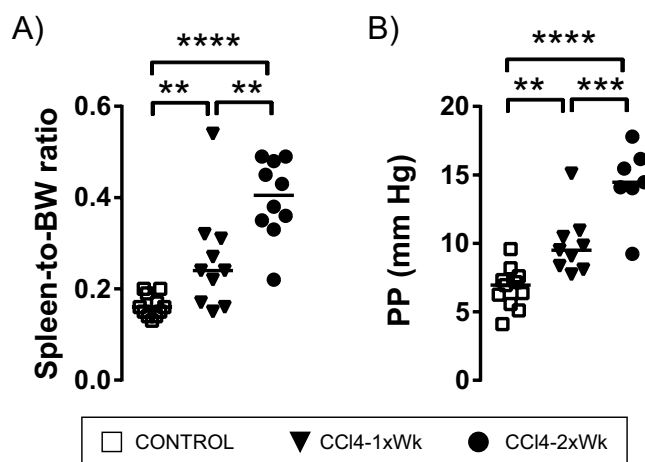 A)
****
**
**
0.6
0.4
0.2
0.0
Spleen-to-BW ratio
B)
****
**
***
20
15
10
5
0
PP (mm Hg)
CONTROL
CCl4-1xWk
CCl4-2xWk